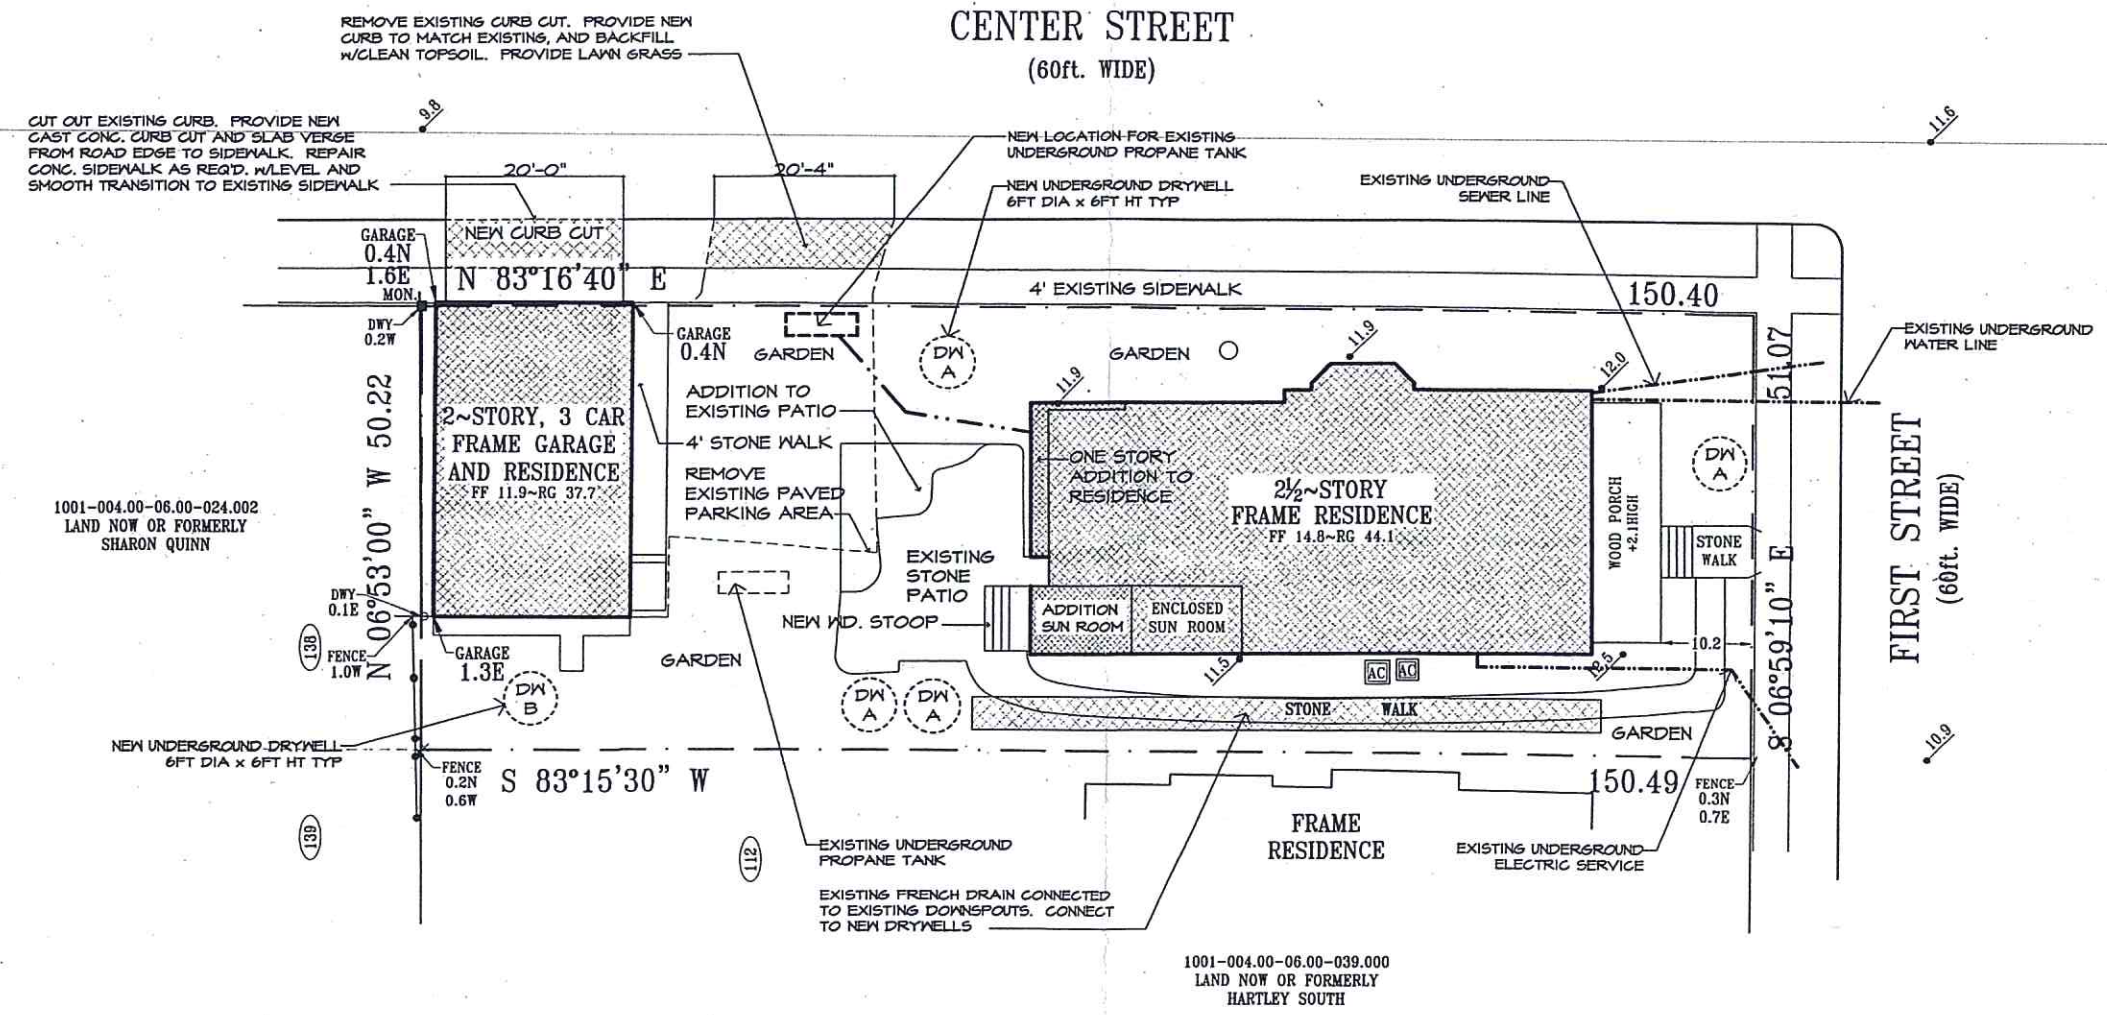 CENTER STREET
(60ft. WIDE)
REMOVE EXISTING CURB CUT. PROVIDE NEW
CURB TO MATCH EXISTING, AND BACKFILL
W/CLEAN TOPSOIL. PROVIDE LAWN GRASS
9.8
11.6
CUT OUT EXISTING CURB. PROVIDE NEW
CAST CONC. CURB CUT AND SLAB VERGE
FROM ROAD EDGE TO SIDEWALK. REPAIR
CONC. SIDEWALK AS REQ'D. W/LEVEL AND
SMOOTH TRANSITION TO EXISTING SIDEWALK
20'-0"
20'-4"
NEW LOCATION FOR EXISTING
UNDERGROUND PROPANE TANK
NEW UNDERGROUND DRYWELL
6FT DIA x 6FT HT TYP
EXISTING UNDERGROUND
SEWER LINE
NEW CURB CUT
GARAGE
0.4N
1.6E
MON.
N 83°16'40" E
4' EXISTING SIDEWALK
150.40
DWY
0.2W
GARAGE
0.4N
GARDEN
DW
A
GARDEN
11.9
11.9
12.0
51.07
EXISTING UNDERGROUND
WATER LINE
N 06°53'00" W 50.22
2~STORY, 3 CAR
FRAME GARAGE
AND RESIDENCE
FF 11.9~RG 37.7
ADDITION TO
EXISTING PATIO
4' STONE WALK
REMOVE
EXISTING PAVED
PARKING AREA
ONE STORY
ADDITION TO
RESIDENCE
2½~STORY
FRAME RESIDENCE
FF 14.8~RG 44.1
WOOD PORCH
+2.1HIGH
DW
A
STONE
WALK
FIRST STREET
(60ft. WIDE)
1001-004.00-06.00-024.002
LAND NOW OR FORMERLY
SHARON QUINN
EXISTING
STONE
PATIO
NEW WD. STOOP
ADDITION
SUN ROOM
ENCLOSED
SUN ROOM
DWY
0.1E
138
FENCE
1.0W
GARAGE
1.3E
GARDEN
11.5
AC
AC
12.5
10.2
S 06°59'10" E
DW
B
DW
A
DW
A
STONE WALK
GARDEN
10.9
NEW UNDERGROUND DRYWELL
6FT DIA x 6FT HT TYP
FENCE
0.2N
0.6W
S 83°15'30" W
150.49
FENCE
0.3N
0.7E
139
112
EXISTING UNDERGROUND
PROPANE TANK
FRAME
RESIDENCE
EXISTING UNDERGROUND
ELECTRIC SERVICE
EXISTING FRENCH DRAIN CONNECTED
TO EXISTING DOWNSPOUTS. CONNECT
TO NEW DRYWELLS
1001-004.00-06.00-039.000
LAND NOW OR FORMERLY
HARTLEY SOUTH